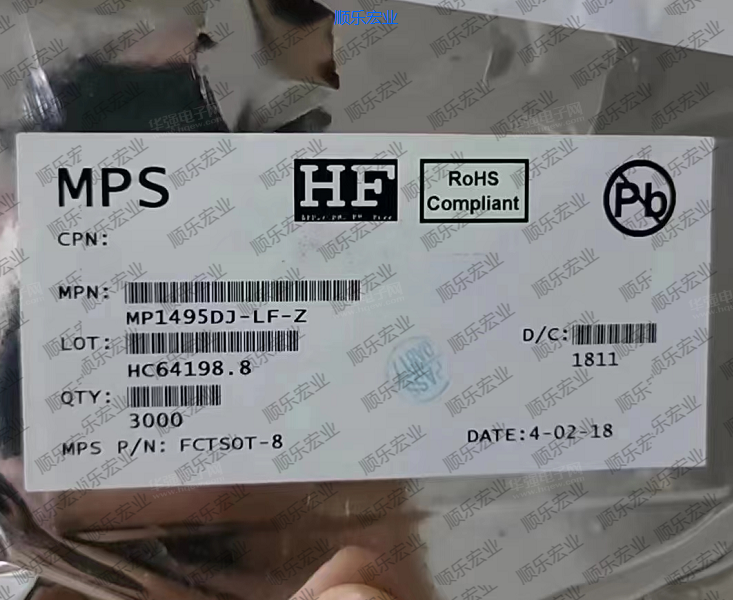 顺乐宏业
MPS
HF
RoHS
Compliant
Pb
CPN:
MPN:
MP1495DJ-LF-Z
LOT:
HC64198.8
D/C:
1811
QTY:
3000
MPS P/N: FCTSOT-8
DATE:4-02-18